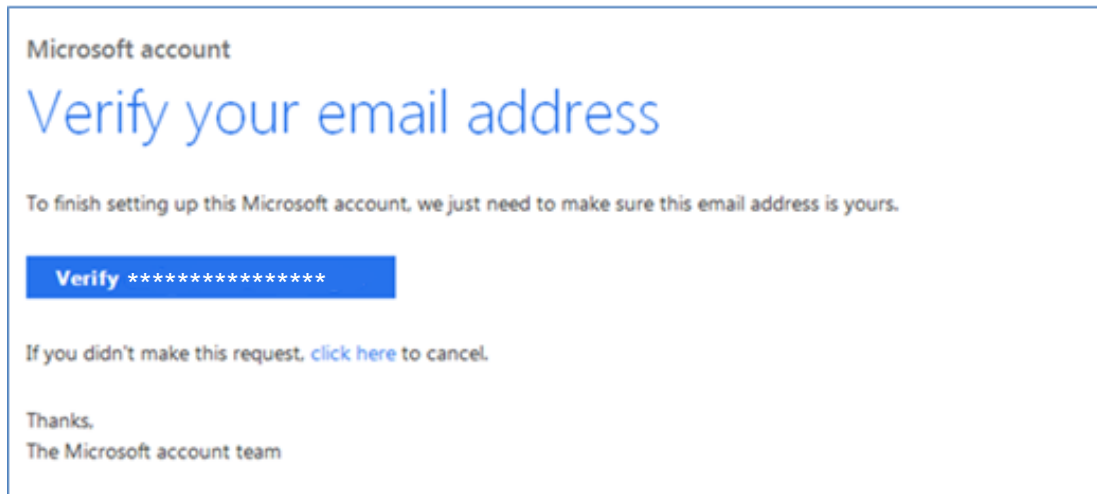 Microsoft account
Verify your email address
To finish setting up this Microsoft account, we just need to make sure this email address is yours.
Verify ****************
If you didn't make this request, click here to cancel.
Thanks,
The Microsoft account team